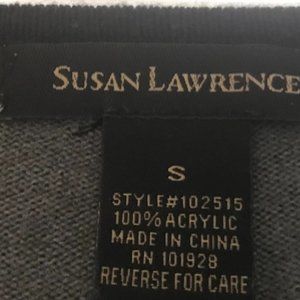 SUSAN LAWRENCE
S
STYLE#102515
100% ACRYLIC
MADE IN CHINA
RN 101928
REVERSE FOR CARE